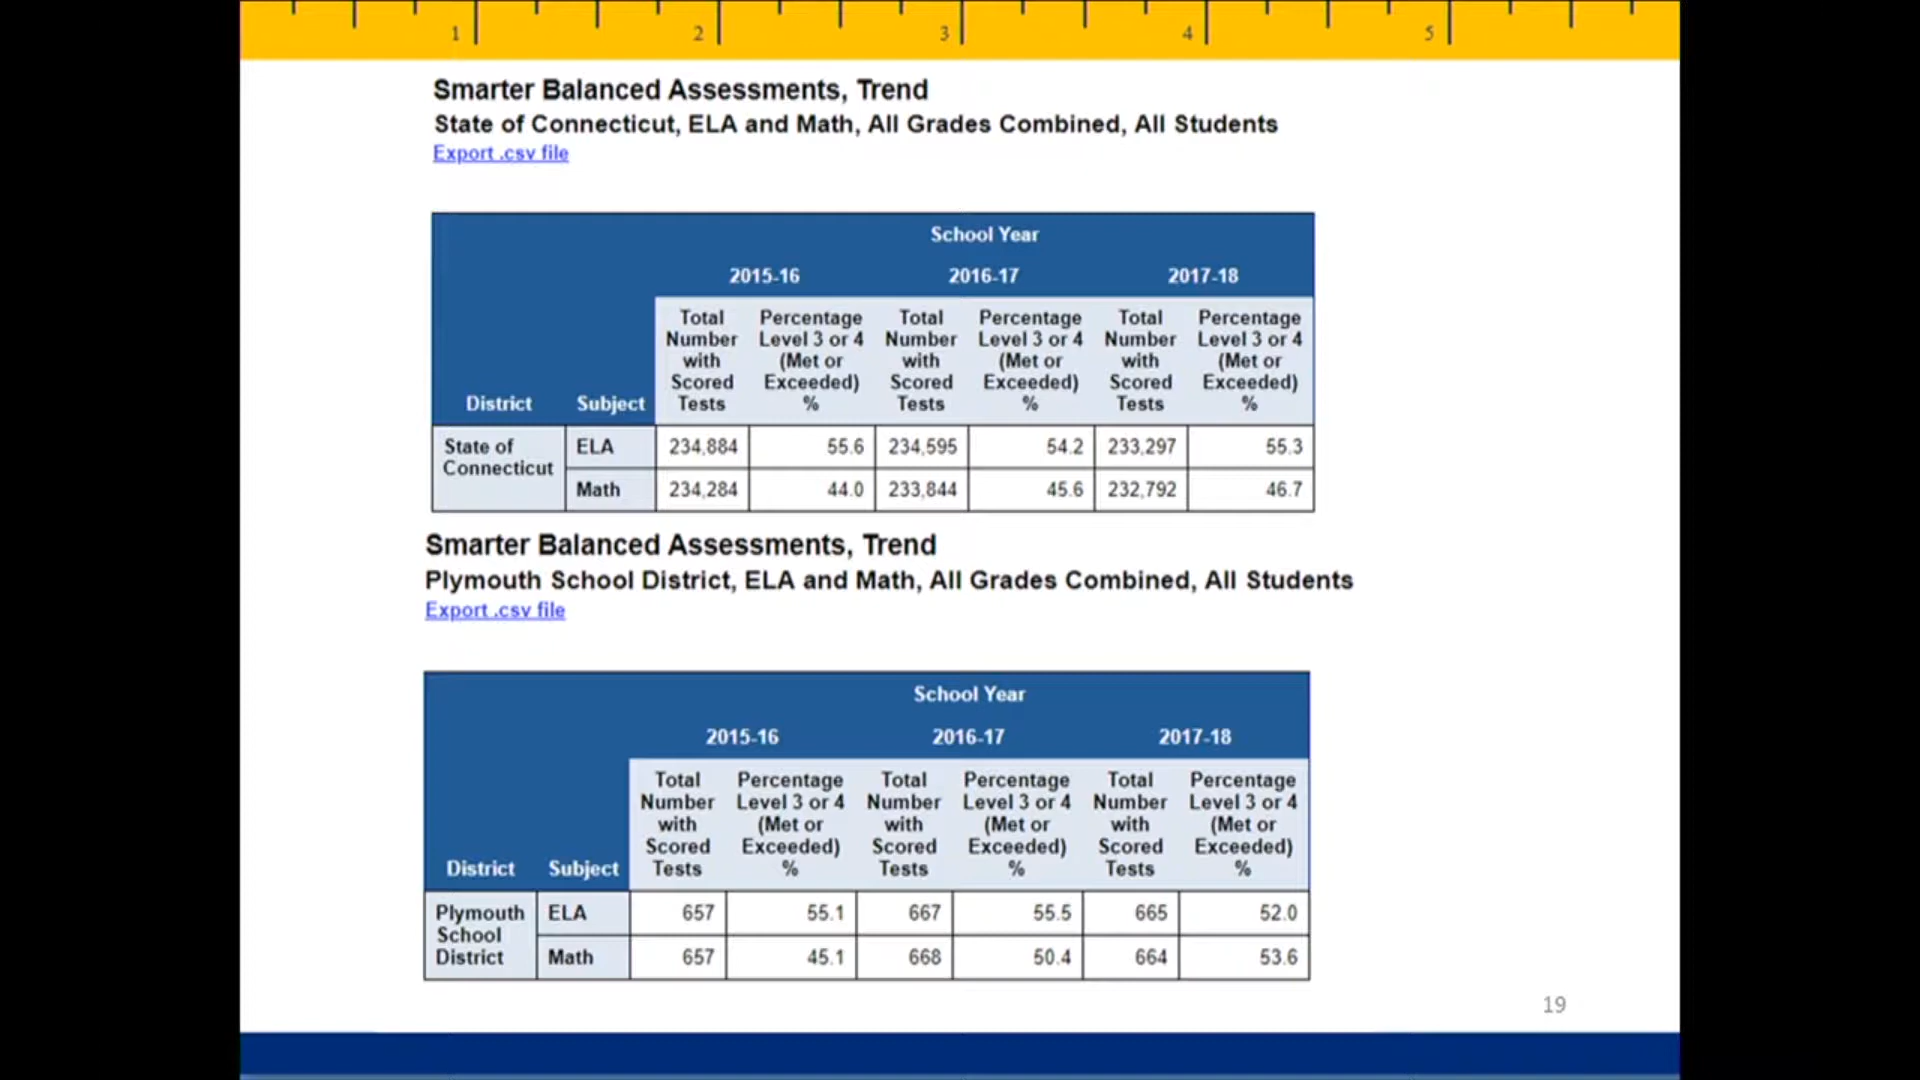 1 2 3 4 5
Smarter Balanced Assessments, Trend
State of Connecticut, ELA and Math, All Grades Combined, All Students
Export .csv file
School Year
2015-16 2016-17 2017-18
District Subject Total Number with Scored Tests Percentage Level 3 or 4 (Met or Exceeded) % Total Number with Scored Tests Percentage Level 3 or 4 (Met or Exceeded) % Total Number with Scored Tests Percentage Level 3 or 4 (Met or Exceeded) %
State of Connecticut ELA 234,884 55.6 234,595 54.2 233,297 55.3
Math 234,284 44.0 233,844 45.6 232,792 46.7
Smarter Balanced Assessments, Trend
Plymouth School District, ELA and Math, All Grades Combined, All Students
Export .csv file
School Year
2015-16 2016-17 2017-18
District Subject Total Number with Scored Tests Percentage Level 3 or 4 (Met or Exceeded) % Total Number with Scored Tests Percentage Level 3 or 4 (Met or Exceeded) % Total Number with Scored Tests Percentage Level 3 or 4 (Met or Exceeded) %
Plymouth School District ELA 657 55.1 667 55.5 665 52.0
Math 657 45.1 668 50.4 664 53.6
19